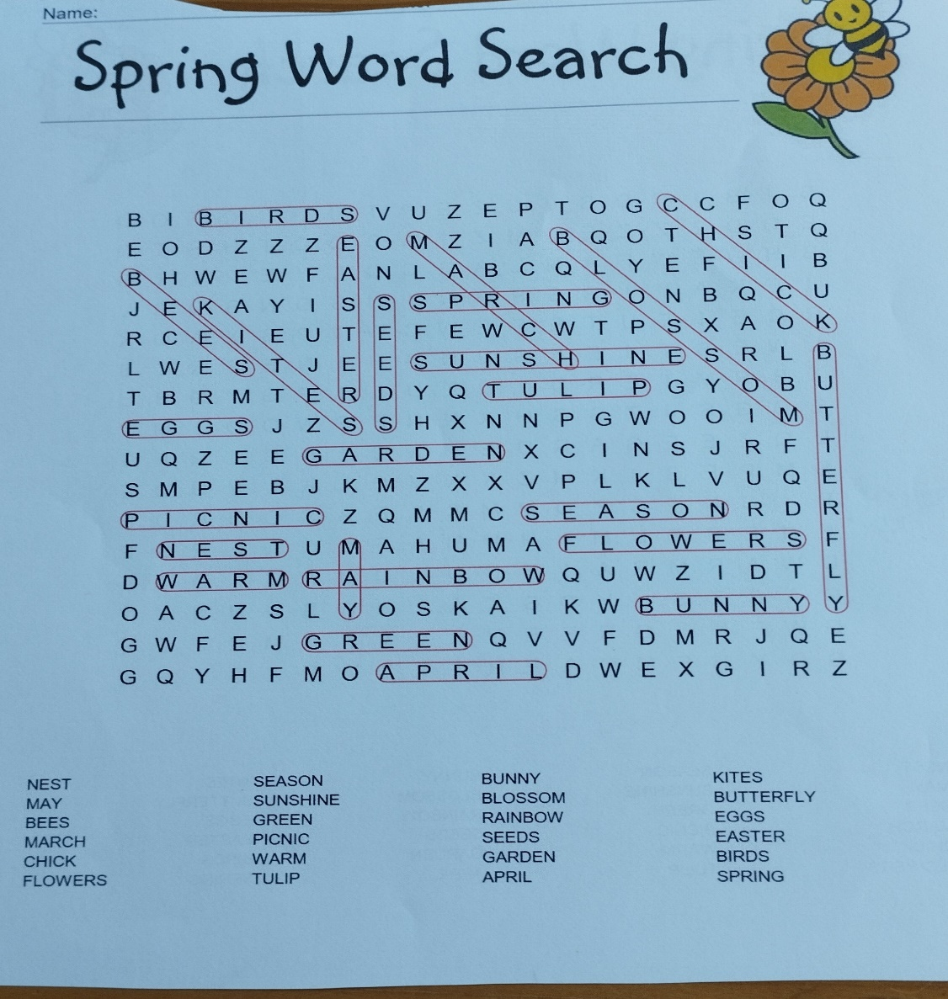 Name:
Spring Word Search
B I B I R D S V U Z E P T O G C C F O Q
E O D Z Z Z E O M Z I A B Q O T H S T Q
B H W E W F A N L A B C Q L Y E F I I B
J E K A Y I S S S P R I N G O N B Q C U
R C E I E U T E F E W C W T P S X A O K
L W E S T J E E S U N S H I N E S R L B
T B R M T E R D Y Q T U L I P G Y O B U
E G G S J Z S S H X N N P G W O O I M T
U Q Z E E G A R D E N X C I N S J R F T
S M P E B J K M Z X X V P L K L V U Q E
P I C N I C Z Q M M C S E A S O N R D R
F N E S T U M A H U M A F L O W E R S F
D W A R M R A I N B O W Q U W Z I D T L
O A C Z S L Y O S K A I K W B U N N Y Y
G W F E J G R E E N Q V V F D M R J Q E
G Q Y H F M O A P R I L D W E X G I R Z
NEST SEASON BUNNY KITES
MAY SUNSHINE BLOSSOM BUTTERFLY
BEES GREEN RAINBOW EGGS
MARCH PICNIC SEEDS EASTER
CHICK WARM GARDEN BIRDS
FLOWERS TULIP APRIL SPRING